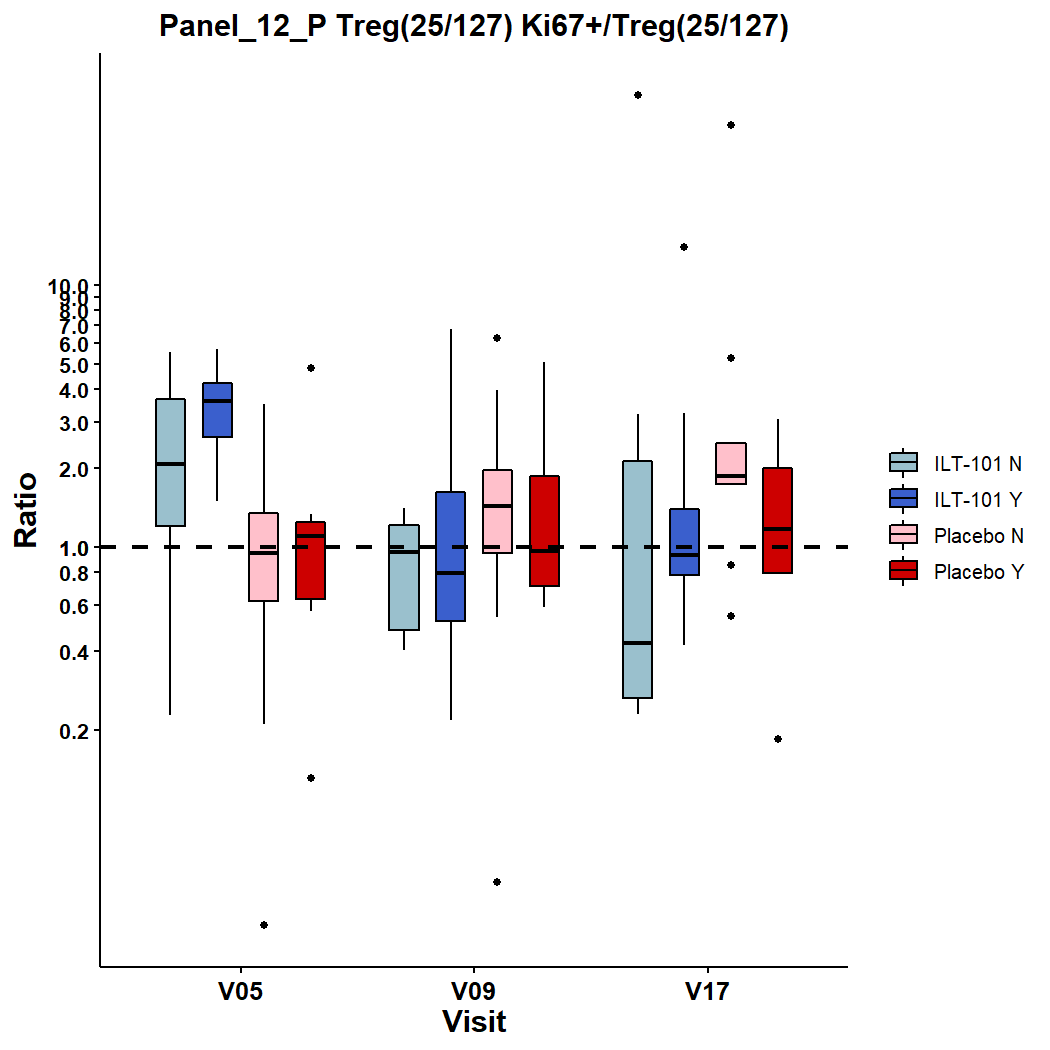 Panel_12_P Treg(25/127) Ki67+/Treg(25/127)
10.0
9.0
8.0
7.0
6.0
5.0
4.0
3.0
2.0
1.0
0.8
0.6
0.4
0.2
Ratio
ILT-101 N
ILT-101 Y
Placebo N
Placebo Y
V05
V09
V17
Visit